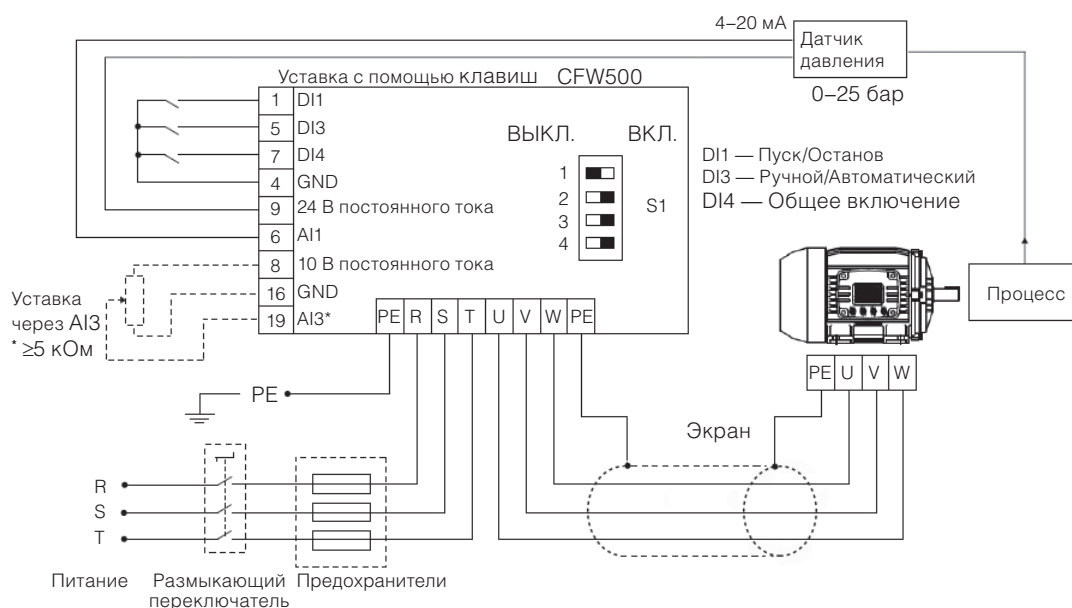 4–20 мА
Датчик
давления
0–25 бар
Уставка с помощью клавиш CFW500
1 DI1
5 DI3
7 DI4
4 GND
9 24 В постоянного тока
6 AI1
8 10 В постоянного тока
16 GND
19 AI3*
ВЫКЛ. ВКЛ.
1
2
3
4
S1
DI1 — Пуск/Останов
DI3 — Ручной/Автоматический
DI4 — Общее включение
Процесс
Уставка
через AI3
* ≥5 кОм
PE R S T U V W PE
PE U V W
PE
Экран
R
S
T
Питание
Размыкающий
переключатель
Предохранители